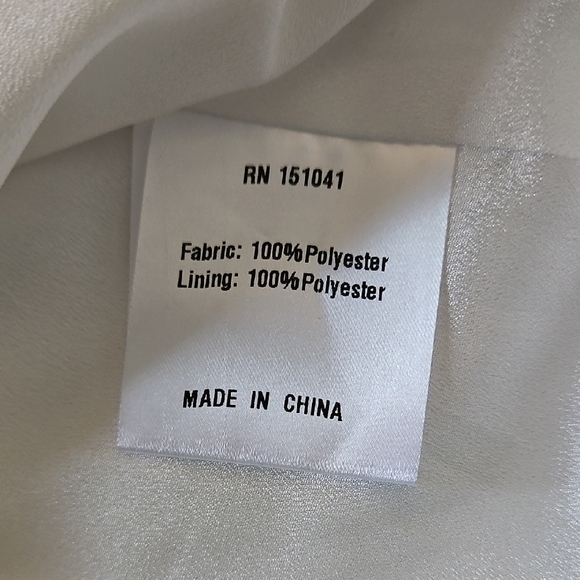 RN 151041
Fabric: 100%Polyester
Lining: 100%Polyester
MADE IN CHINA